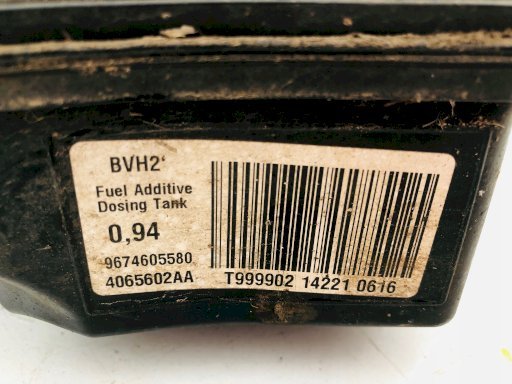 BVH2'
Fuel Additive
Dosing Tank
0,94
9674605580
4065602AA
T999902 14221 0616